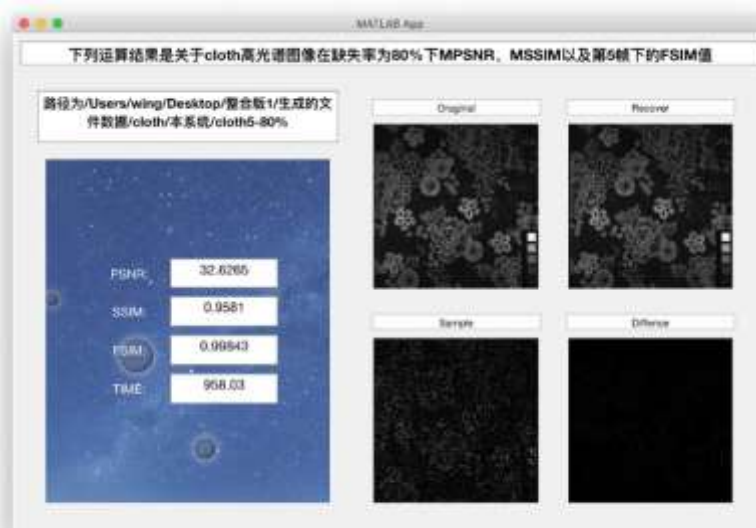 MATLAB App
下列运算结果是关于cloth高光谱图像在缺失率为80%下MPSNR、MSSIM以及第5帧下的FSIM值
路径为/Users/wing/Desktop/整合版1/生成的文
件数据/cloth/本系统/cloth5-80%
Oraginal
Recover
PSNR:
32.6265
SSIM:
0.9581
FSIM:
0.99843
TIME:
958.03
Sample
Differise